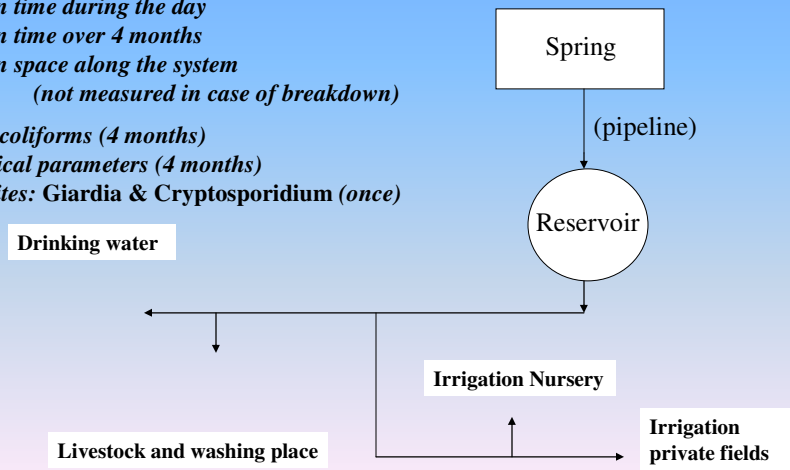 time during the day
time over 4 months
space along the system
(not measured in case of breakdown)
coliforms (4 months)
parameters (4 months)
Giardia & Cryptosporidium (once)
Spring
(pipeline)
Reservoir
Drinking water
Irrigation Nursery
Livestock and washing place
Irrigation
private fields